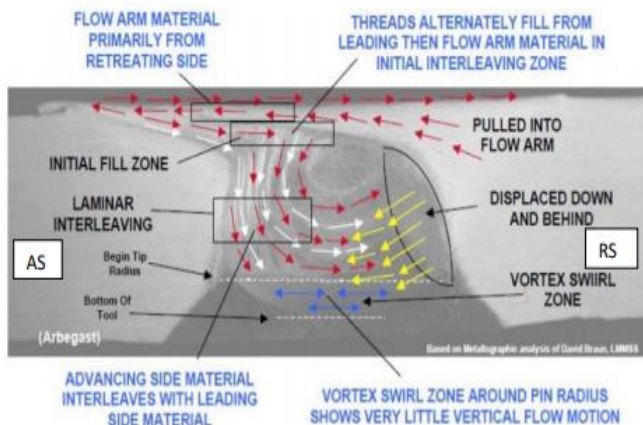 FLOW ARM MATERIAL
PRIMARILY FROM
RETREATING SIDE
THREADS ALTERNATELY FILL FROM
LEADING THEN FLOW ARM MATERIAL IN
INITIAL INTERLEAVING ZONE
PULLED INTO
FLOW ARM
INITIAL FILL ZONE
LAMINAR
INTERLEAVING
DISPLACED DOWN
AND BEHIND
AS
RS
Begin Tip
Radius
VORTEX SWIIRL
ZONE
Bottom Of
Tool
(Arbegast)
Based on Metallographic analysis of David Braun, LMMSS
ADVANCING SIDE MATERIAL
INTERLEAVES WITH LEADING
SIDE MATERIAL
VORTEX SWIRL ZONE AROUND PIN RADIUS
SHOWS VERY LITTLE VERTICAL FLOW MOTION